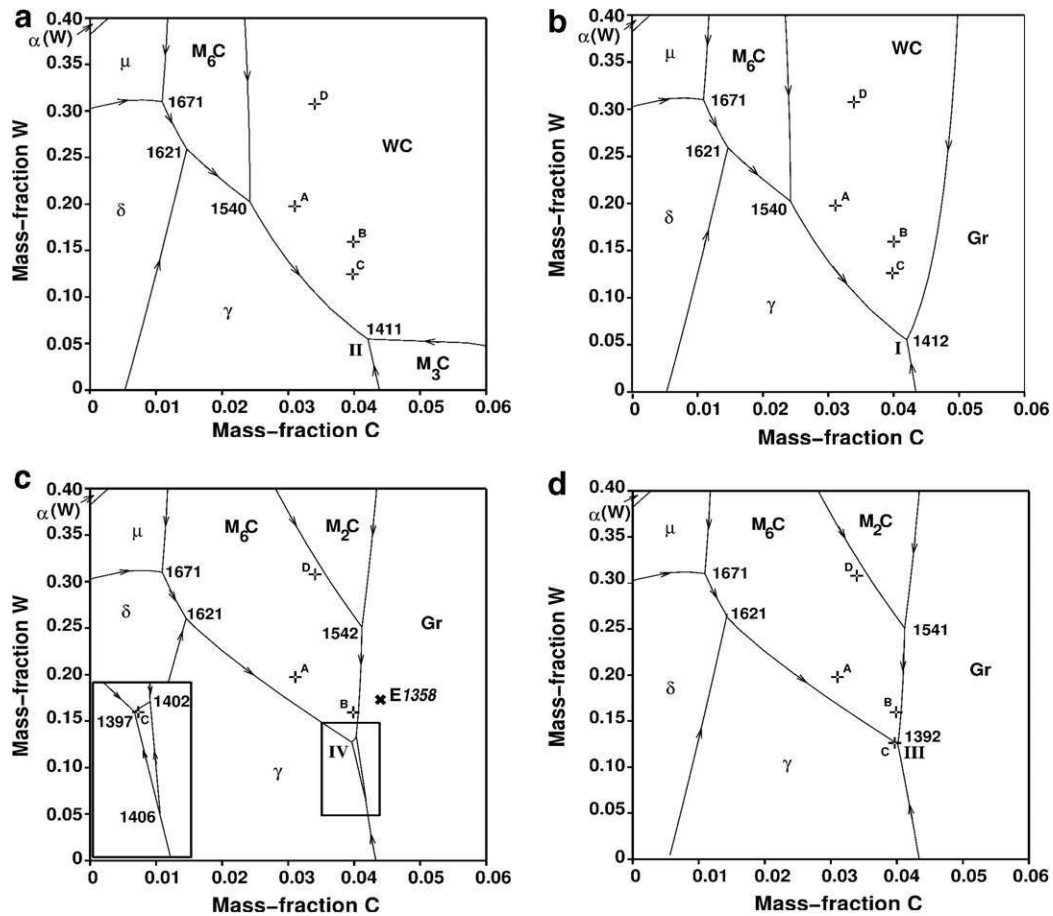 a
0.40
α(W)
0.35
0.30
0.25
0.20
0.15
0.10
0.05
0
Mass–fraction W
μ
M6C
D
1671
WC
1621
A
1540
δ
B
C
γ
1411
II
M3C
0 0.01 0.02 0.03 0.04 0.05 0.06
Mass–fraction C
b
0.40
α(W)
0.35
0.30
0.25
0.20
0.15
0.10
0.05
0
Mass–fraction W
WC
μ
M6C
D
1671
1621
A
1540
δ
B
Gr
C
γ
I 1412
0 0.01 0.02 0.03 0.04 0.05 0.06
Mass–fraction C
c
0.40
α(W)
0.35
0.30
0.25
0.20
0.15
0.10
0.05
0
Mass–fraction W
μ
M6C M2C
D
1671
1621
δ
1542
Gr
A
E1358
B
1402
1397 C
IV
γ
1406
0 0.01 0.02 0.03 0.04 0.05 0.06
Mass–fraction C
d
0.40
α(W)
0.35
0.30
0.25
0.20
0.15
0.10
0.05
0
Mass–fraction W
μ
M6C M2C
D
1671
1621
1541
A
Gr
δ
B
1392
C III
γ
0 0.01 0.02 0.03 0.04 0.05 0.06
Mass–fraction C